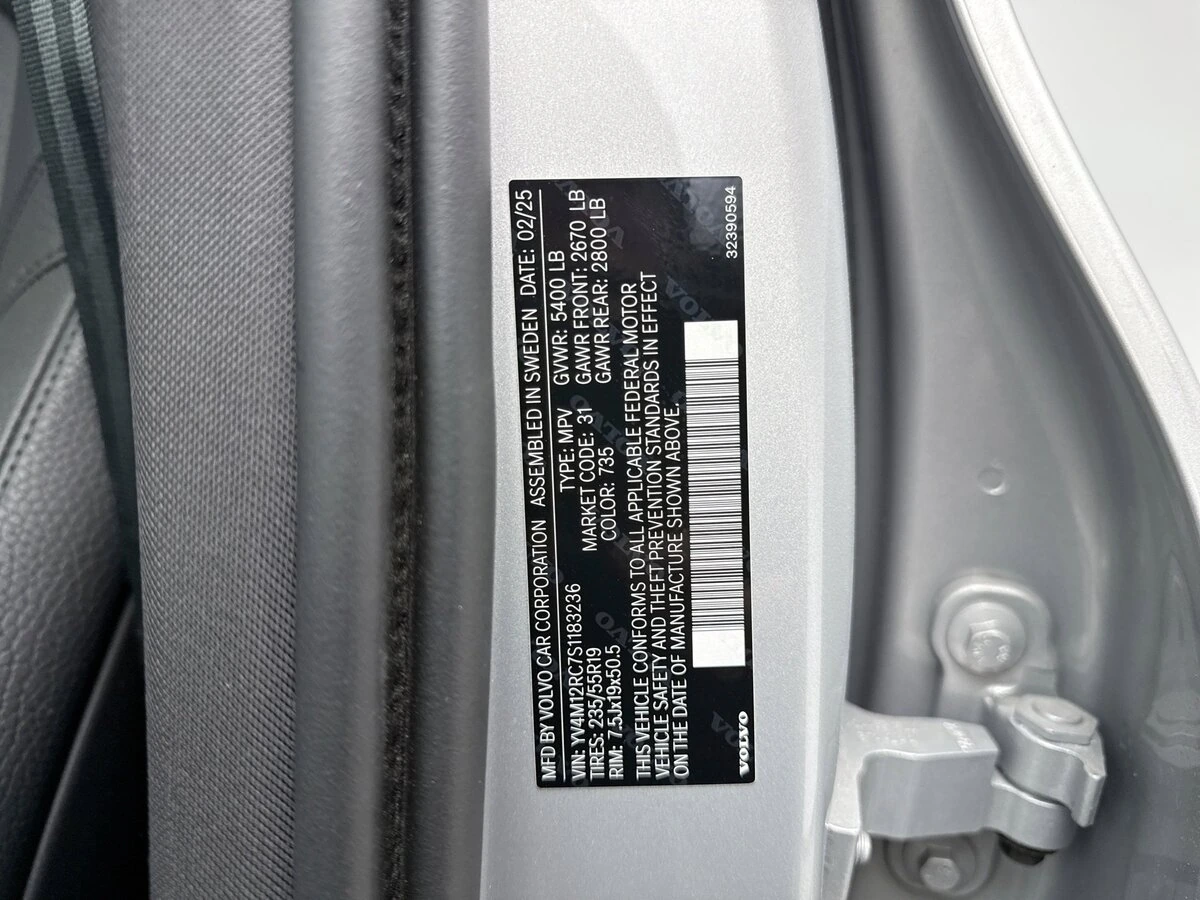 MFD BY VOLVO CAR CORPORATION ASSEMBLED IN SWEDEN DATE: 02/25
VIN: YV4M12RC7S1183236 TYPE: MPV GVWR: 5400 LB
TIRES: 235/55R19 MARKET CODE: 31 GAWR FRONT: 2670 LB
RIM: 7.5Jx19x50.5 COLOR: 735 GAWR REAR: 2800 LB
THIS VEHICLE CONFORMS TO ALL APPLICABLE FEDERAL MOTOR
VEHICLE SAFETY AND THEFT PREVENTION STANDARDS IN EFFECT
ON THE DATE OF MANUFACTURE SHOWN ABOVE.
VOLVO 32390594